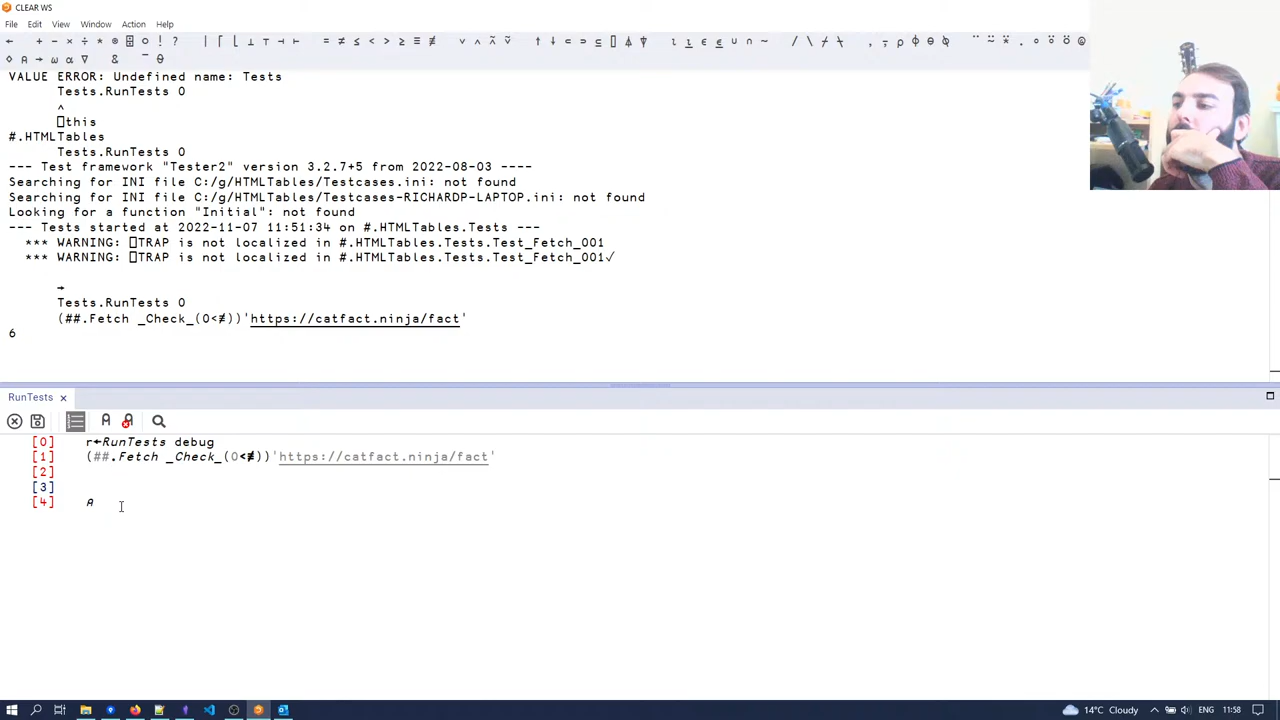 CLEAR WS
File Edit View Window Action Help
← + - × ÷ * ⍟ ⌹ ○ ! ? | ⌈ ⌊ ⊥ ⊤ ⊣ ⊢ = ≠ ≤ < > ≥ ≡ ≢ ∨ ∧ ⍲ ⍱ ↑ ↓ ⊂ ⊃ ⊆ ⌷ ⍋ ⍒ ⍳ ⍸ ∊ ⍷ ∪ ∩ ~ / \ ⌿ ⍀ , ⍪ ⍴ ⌽ ⊖ ⍉ ¨ ⍨ ⍣ . ∘ ⍤ ⍥ @
⋄ ⍝ → ⍵ ⍺ ∇ & ¯ ⍬
VALUE ERROR: Undefined name: Tests
Tests.RunTests 0
∧
⎕this
#.HTMLTables
Tests.RunTests 0
--- Test framework "Tester2" version 3.2.7+5 from 2022-08-03 ----
Searching for INI file C:/g/HTMLTables/Testcases.ini: not found
Searching for INI file C:/g/HTMLTables/Testcases-RICHARDP-LAPTOP.ini: not found
Looking for a function "Initial": not found
--- Tests started at 2022-11-07 11:51:34 on #.HTMLTables.Tests ---
*** WARNING: ⎕TRAP is not localized in #.HTMLTables.Tests.Test_Fetch_001
*** WARNING: ⎕TRAP is not localized in #.HTMLTables.Tests.Test_Fetch_001✓
→
Tests.RunTests 0
(##.Fetch _Check_(0<≢))'https://catfact.ninja/fact'
6
RunTests ×
[0] r←RunTests debug
[1] (##.Fetch _Check_(0<≢))'https://catfact.ninja/fact'
[2]
[3]
[4] ⍝
14°C Cloudy ENG 11:58